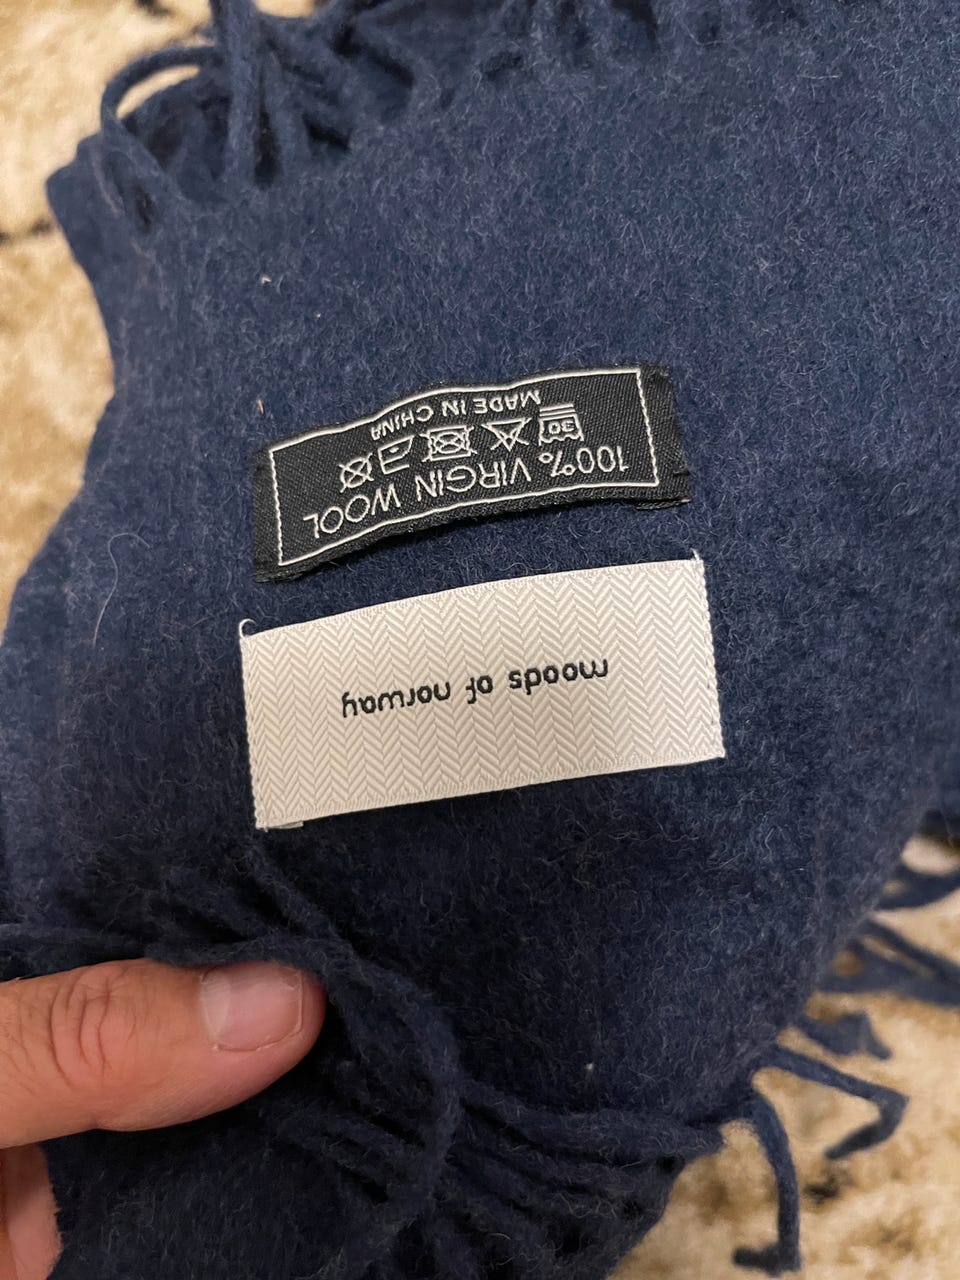 moods of norway
100% VIRGIN WOOL
30
MADE IN CHINA